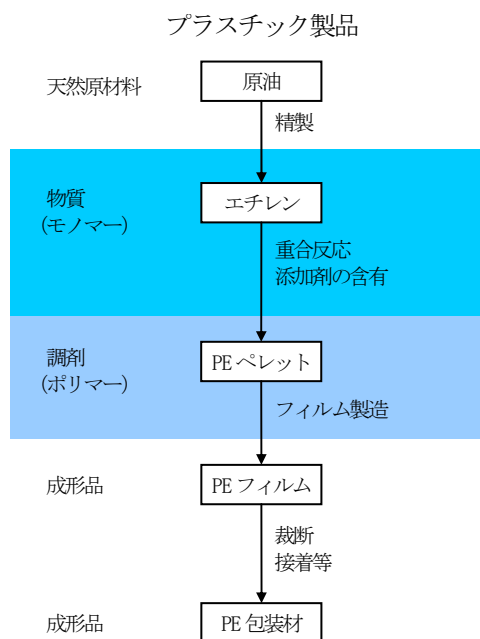 プラスチック製品
天然原材料
原油
精製
物質
(モノマー)
エチレン
重合反応
添加剤の含有
調剤
(ポリマー)
PE ペレット
フィルム製造
成形品
PE フィルム
裁断
接着等
成形品
PE 包装材